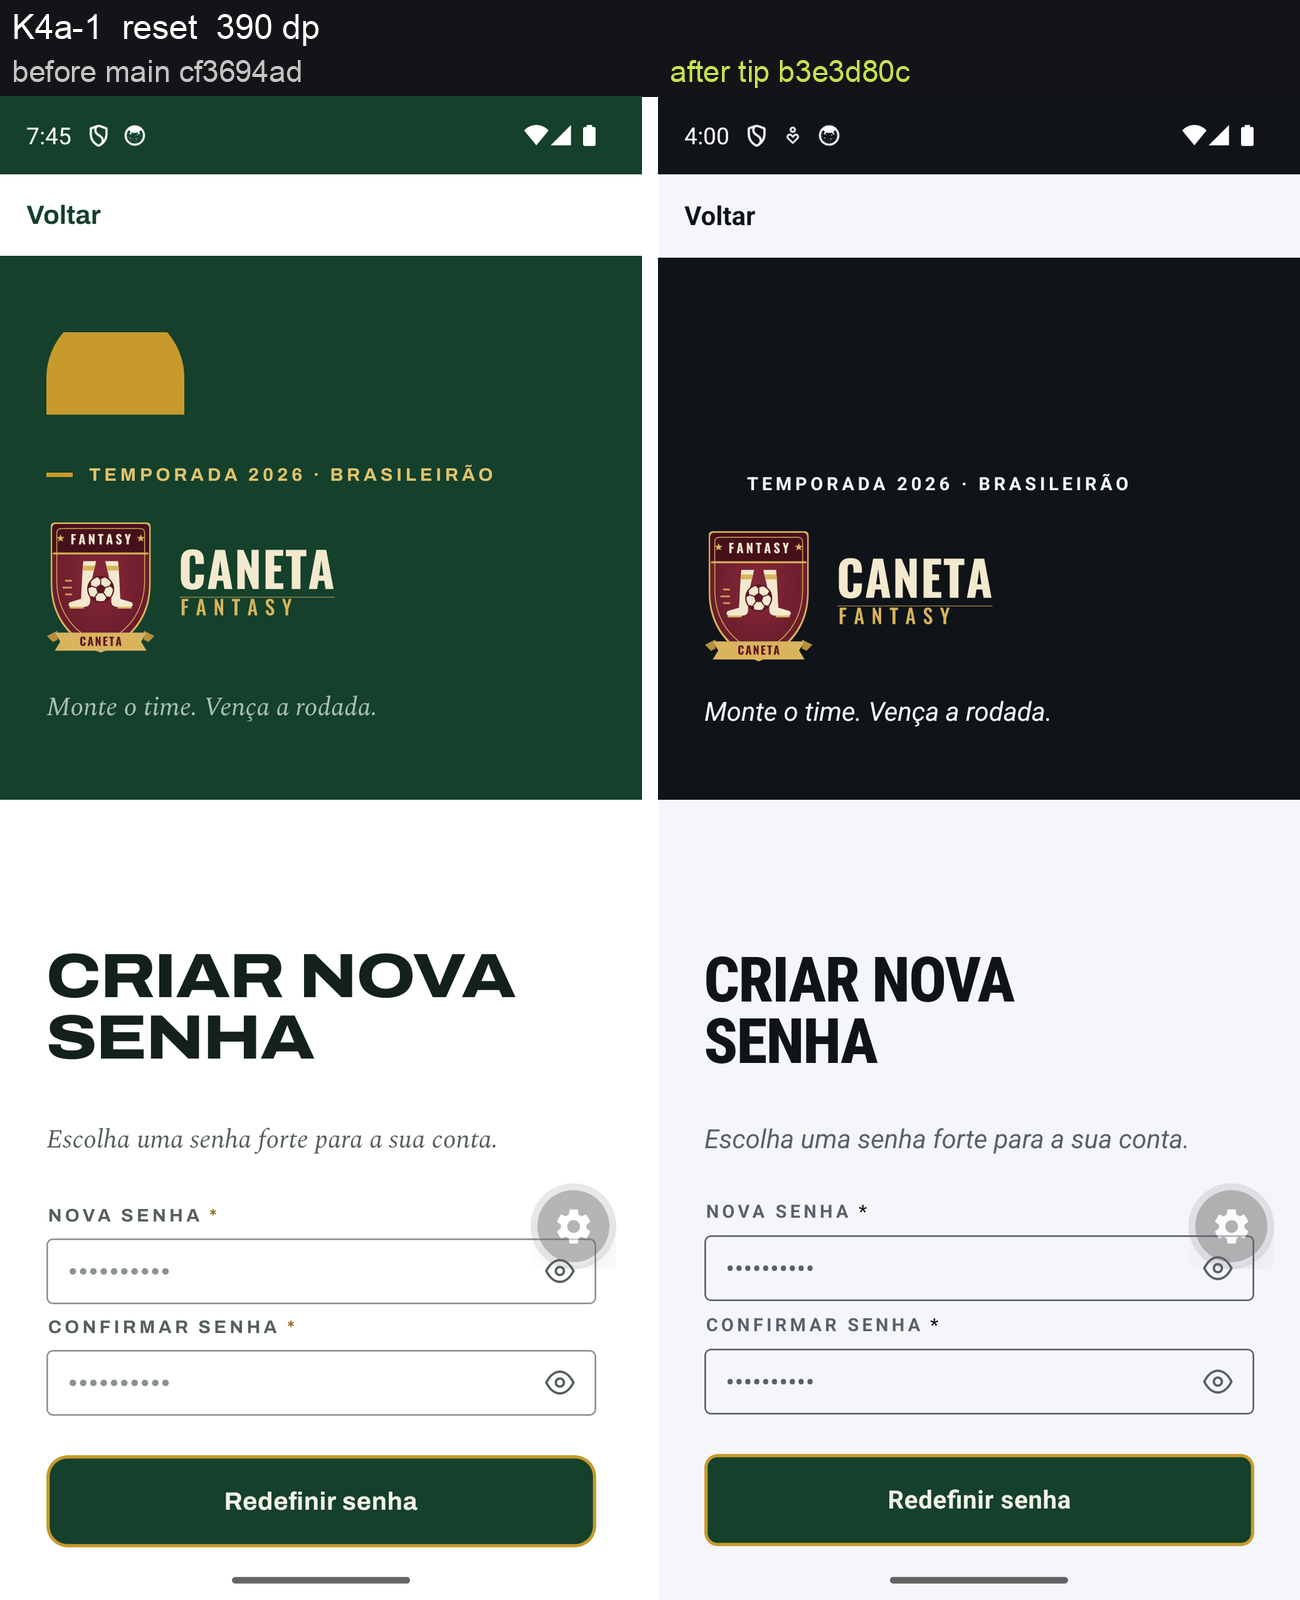 K4a-1 reset 390 dp
before main cf3694ad
after tip b3e3d80c
7:45
Voltar
TEMPORADA 2026 · BRASILEIRÃO
FANTASY
CANETA
CANETA
FANTASY
Monte o time. Vença a rodada.
CRIAR NOVA
SENHA
Escolha uma senha forte para a sua conta.
NOVA SENHA *
••••••••••
CONFIRMAR SENHA *
••••••••••
Redefinir senha
4:00
Voltar
TEMPORADA 2026 · BRASILEIRÃO
FANTASY
CANETA
CANETA
FANTASY
Monte o time. Vença a rodada.
CRIAR NOVA
SENHA
Escolha uma senha forte para a sua conta.
NOVA SENHA *
••••••••••
CONFIRMAR SENHA *
••••••••••
Redefinir senha